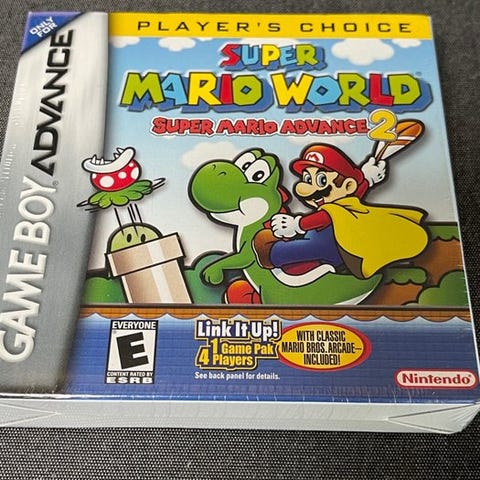 ONLY FOR
GAME BOY ADVANCE
PLAYER'S CHOICE
SUPER
MARIO WORLD
SUPER MARIO ADVANCE 2
EVERYONE
E
CONTENT RATED BY
ESRB
Link It Up!
1 Game Pak
4 Players
See back panel for details.
WITH CLASSIC
MARIO BROS. ARCADE—
INCLUDED!
Nintendo